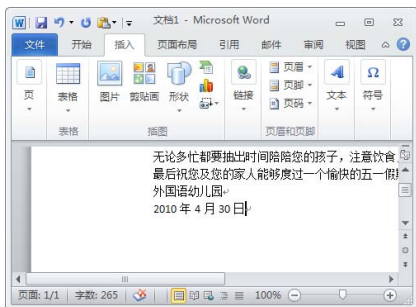 文档1 - Microsoft Word
文件 开始 插入 页面布局 引用 邮件 审阅 视图
页 表格 图片 剪贴画 形状 链接 页眉 页脚 页码 文本 符号
表格 插图 页眉和页脚
无论多忙都要抽出时间陪陪您的孩子，注意饮食
最后祝您及您的家人能够度过一个愉快的五一假
外国语幼儿园
2010 年 4 月 30 日
页面: 1/1 字数: 265 100%